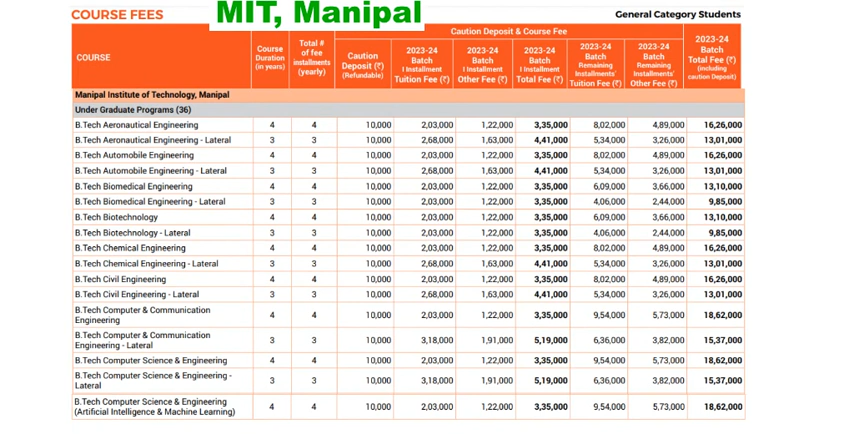 COURSE FEES
MIT, Manipal
General Category Students
COURSE
Course Duration (in years)
Total # of fee installments (yearly)
Caution Deposit & Course Fee
Caution Deposit (₹) (Refundable)
2023-24 Batch I Installment Tuition Fee (₹)
2023-24 Batch I Installment Other Fee (₹)
2023-24 Batch I Installment Total Fee (₹)
2023-24 Batch Remaining Installments' Tuition Fee (₹)
2023-24 Batch Remaining Installments' Other Fee (₹)
2023-24 Batch Total Fee (₹) (including caution Deposit)
Manipal Institute of Technology, Manipal
Under Graduate Programs (36)
B.Tech Aeronautical Engineering 4 4 10,000 2,03,000 1,22,000 3,35,000 8,02,000 4,89,000 16,26,000
B.Tech Aeronautical Engineering - Lateral 3 3 10,000 2,68,000 1,63,000 4,41,000 5,34,000 3,26,000 13,01,000
B.Tech Automobile Engineering 4 4 10,000 2,03,000 1,22,000 3,35,000 8,02,000 4,89,000 16,26,000
B.Tech Automobile Engineering - Lateral 3 3 10,000 2,68,000 1,63,000 4,41,000 5,34,000 3,26,000 13,01,000
B.Tech Biomedical Engineering 4 4 10,000 2,03,000 1,22,000 3,35,000 6,09,000 3,66,000 13,10,000
B.Tech Biomedical Engineering - Lateral 3 3 10,000 2,03,000 1,22,000 3,35,000 4,06,000 2,44,000 9,85,000
B.Tech Biotechnology 4 4 10,000 2,03,000 1,22,000 3,35,000 6,09,000 3,66,000 13,10,000
B.Tech Biotechnology - Lateral 3 3 10,000 2,03,000 1,22,000 3,35,000 4,06,000 2,44,000 9,85,000
B.Tech Chemical Engineering 4 4 10,000 2,03,000 1,22,000 3,35,000 8,02,000 4,89,000 16,26,000
B.Tech Chemical Engineering - Lateral 3 3 10,000 2,68,000 1,63,000 4,41,000 5,34,000 3,26,000 13,01,000
B.Tech Civil Engineering 4 4 10,000 2,03,000 1,22,000 3,35,000 8,02,000 4,89,000 16,26,000
B.Tech Civil Engineering - Lateral 3 3 10,000 2,68,000 1,63,000 4,41,000 5,34,000 3,26,000 13,01,000
B.Tech Computer & Communication
Engineering 4 4 10,000 2,03,000 1,22,000 3,35,000 9,54,000 5,73,000 18,62,000
B.Tech Computer & Communication
Engineering - Lateral 3 3 10,000 3,18,000 1,91,000 5,19,000 6,36,000 3,82,000 15,37,000
B.Tech Computer Science & Engineering 4 4 10,000 2,03,000 1,22,000 3,35,000 9,54,000 5,73,000 18,62,000
B.Tech Computer Science & Engineering -
Lateral 3 3 10,000 3,18,000 1,91,000 5,19,000 6,36,000 3,82,000 15,37,000
B.Tech Computer Science & Engineering
(Artificial Intelligence & Machine Learning) 4 4 10,000 2,03,000 1,22,000 3,35,000 9,54,000 5,73,000 18,62,000